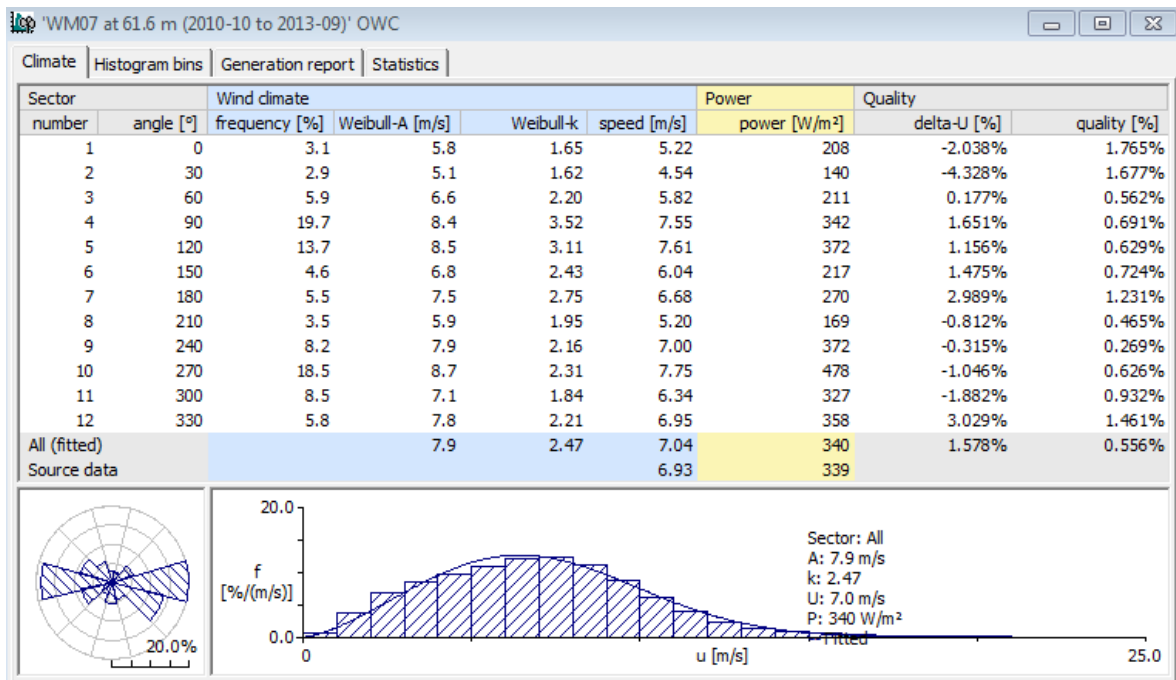 'WM07 at 61.6 m (2010-10 to 2013-09)' OWC
Climate Histogram bins Generation report Statistics
Sector Wind climate Power Quality
number angle [º] frequency [%] Weibull-A [m/s] Weibull-k speed [m/s] power [W/m²] delta-U [%] quality [%]
1 0 3.1 5.8 1.65 5.22 208 -2.038% 1.765%
2 30 2.9 5.1 1.62 4.54 140 -4.328% 1.677%
3 60 5.9 6.6 2.20 5.82 211 0.177% 0.562%
4 90 19.7 8.4 3.52 7.55 342 1.651% 0.691%
5 120 13.7 8.5 3.11 7.61 372 1.156% 0.629%
6 150 4.6 6.8 2.43 6.04 217 1.475% 0.724%
7 180 5.5 7.5 2.75 6.68 270 2.989% 1.231%
8 210 3.5 5.9 1.95 5.20 169 -0.812% 0.465%
9 240 8.2 7.9 2.16 7.00 372 -0.315% 0.269%
10 270 18.5 8.7 2.31 7.75 478 -1.046% 0.626%
11 300 8.5 7.1 1.84 6.34 327 -1.882% 0.932%
12 330 5.8 7.8 2.21 6.95 358 3.029% 1.461%
All (fitted) 7.9 2.47 7.04 340 1.578% 0.556%
Source data 6.93 339
20.0%
20.0
f
[%/(m/s)]
0.0
0
u [m/s]
25.0
Sector: All
A: 7.9 m/s
k: 2.47
U: 7.0 m/s
P: 340 W/m²
Fitted